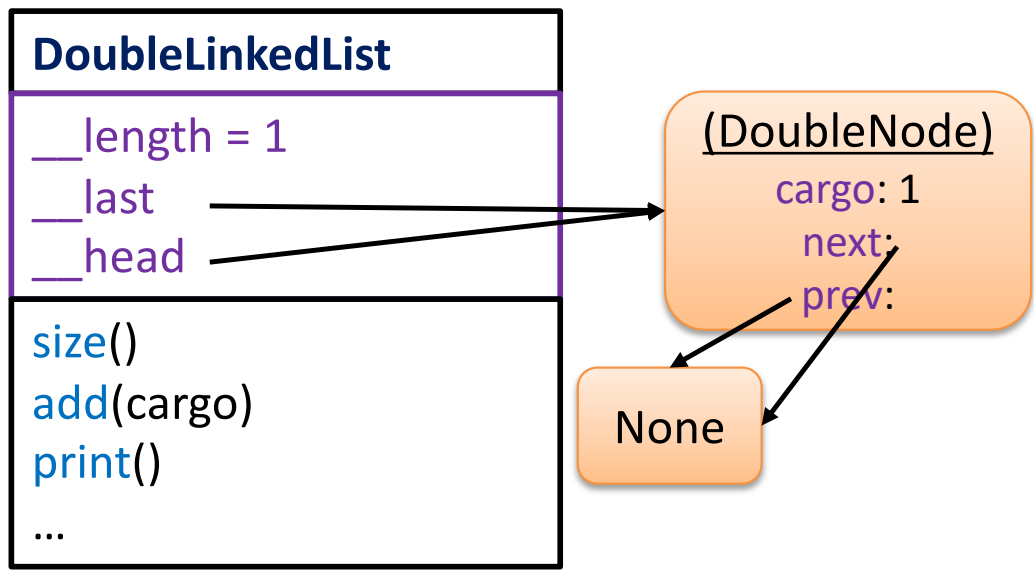 DoubleLinkedList
__length = 1
__last
__head
size()
add(cargo)
print()
…
(DoubleNode)
cargo: 1
next:
prev:
None